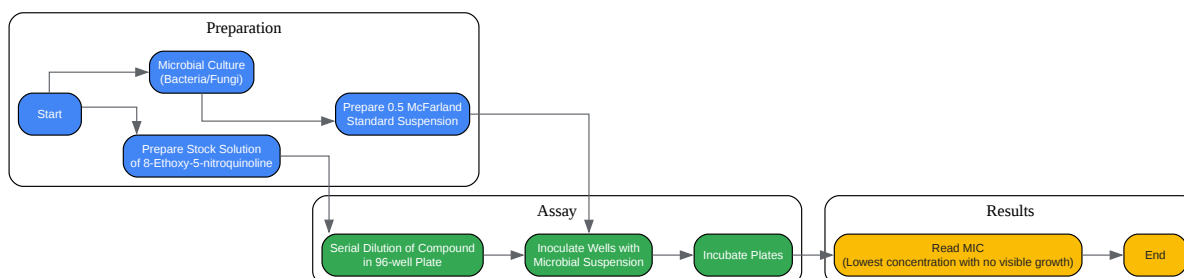 Preparation
Start
Microbial Culture
(Bacteria/Fungi)
Prepare 0.5 McFarland
Standard Suspension
Prepare Stock Solution
of 8-Ethoxy-5-nitroquinoline
Assay
Serial Dilution of Compound
in 96-well Plate
Inoculate Wells with
Microbial Suspension
Incubate Plates
Results
Read MIC
(Lowest concentration with no visible growth)
End